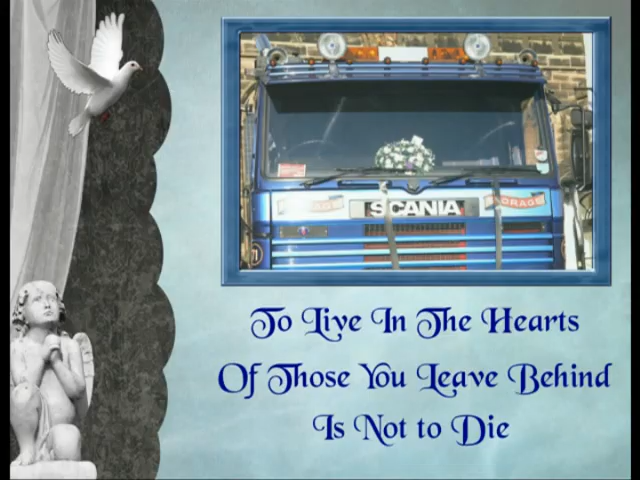 SCANIA
To Live In The Hearts
Of Those You Leave Behind
Is Not to Die